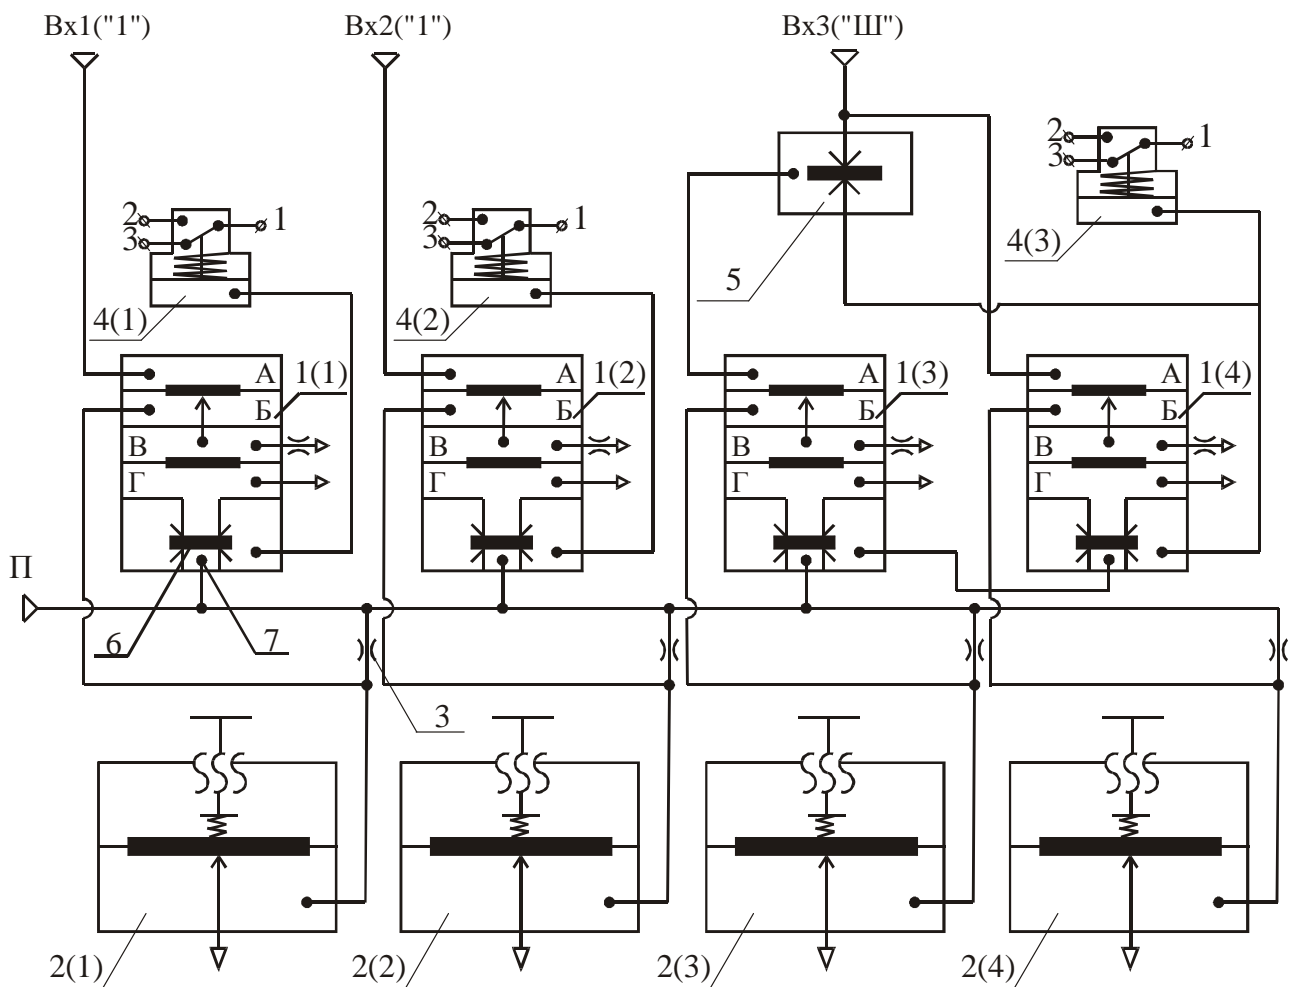 Вх1("1") Вх2("1") Вх3("Ш")
2 1
3
4(3)
2 1
3
4(1)
2 1
3
4(2)
5
А 1(1)
Б
В
Г
А 1(2)
Б
В
Г
А 1(3)
Б
В
Г
А 1(4)
Б
В
Г
П
6 7
3
2(1) 2(2) 2(3) 2(4)